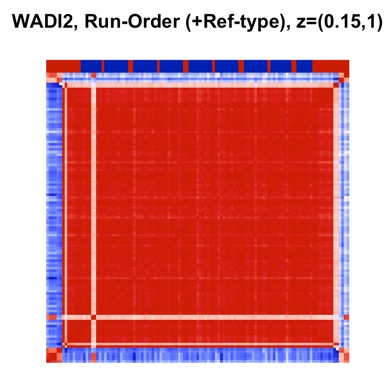 WADI2, Run-Order (+Ref-type), z=(0.15,1)